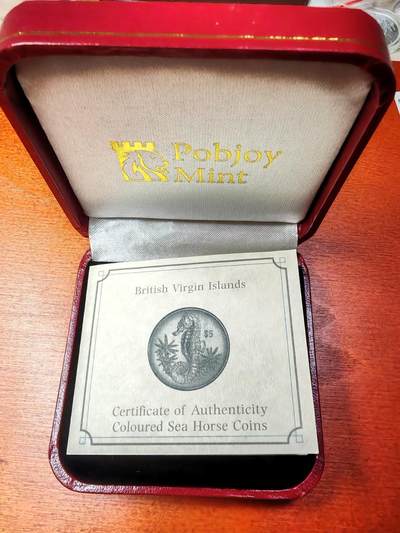 Pobjoy
Mint
British Virgin Islands
$5
Certificate of Authenticity
Coloured Sea Horse Coins